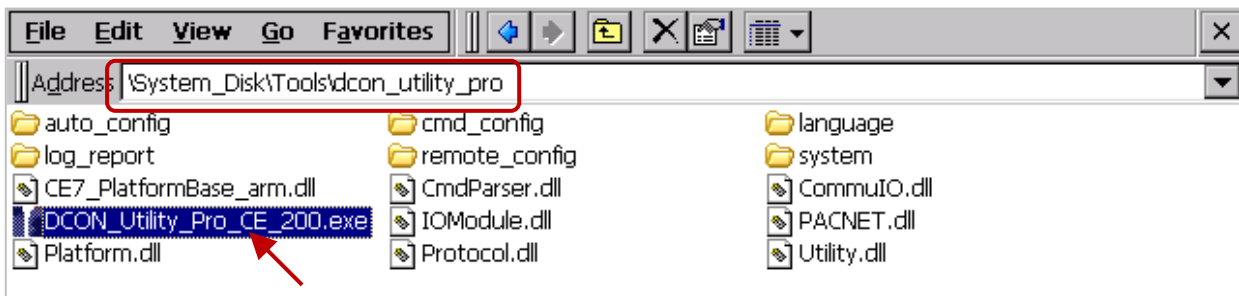 File Edit View Go Favorites
Address \System_Disk\Tools\dcon_utility_pro
auto_config cmd_config language
log_report remote_config system
CE7_PlatformBase_arm.dll CmdParser.dll CommuIO.dll
DCON_Utility_Pro_CE_200.exe IOModule.dll PACNET.dll
Platform.dll Protocol.dll Utility.dll